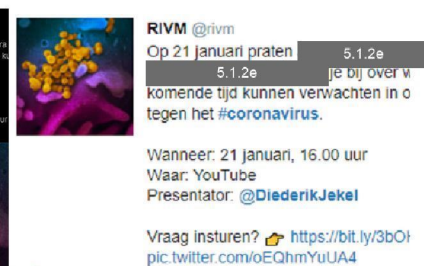 RIVM @rivm
Op 21 januari praten 5.1.2e
5.1.2e je bij over
komende tijd kunnen verwachten in
tegen het #coronavirus.
Wanneer: 21 januari, 16.00 uur
Waar: YouTube
Presentator: @DiederikJekel
Vraag insturen? 👉 https://bit.ly/3bO
pic.twitter.com/oEQhmYuUA4